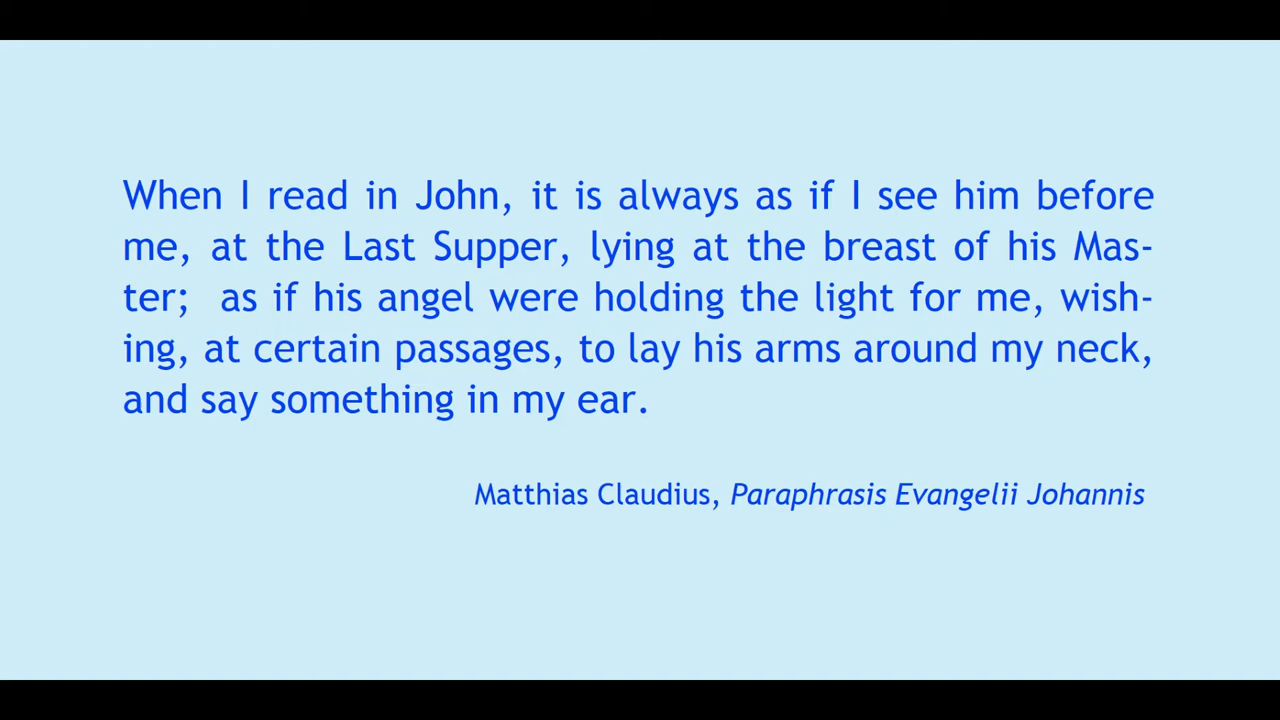 When I read in John, it is always as if I see him before
me, at the Last Supper, lying at the breast of his Mas-
ter;  as if his angel were holding the light for me, wish-
ing, at certain passages, to lay his arms around my neck,
and say something in my ear.
Matthias Claudius, Paraphrasis Evangelii Johannis